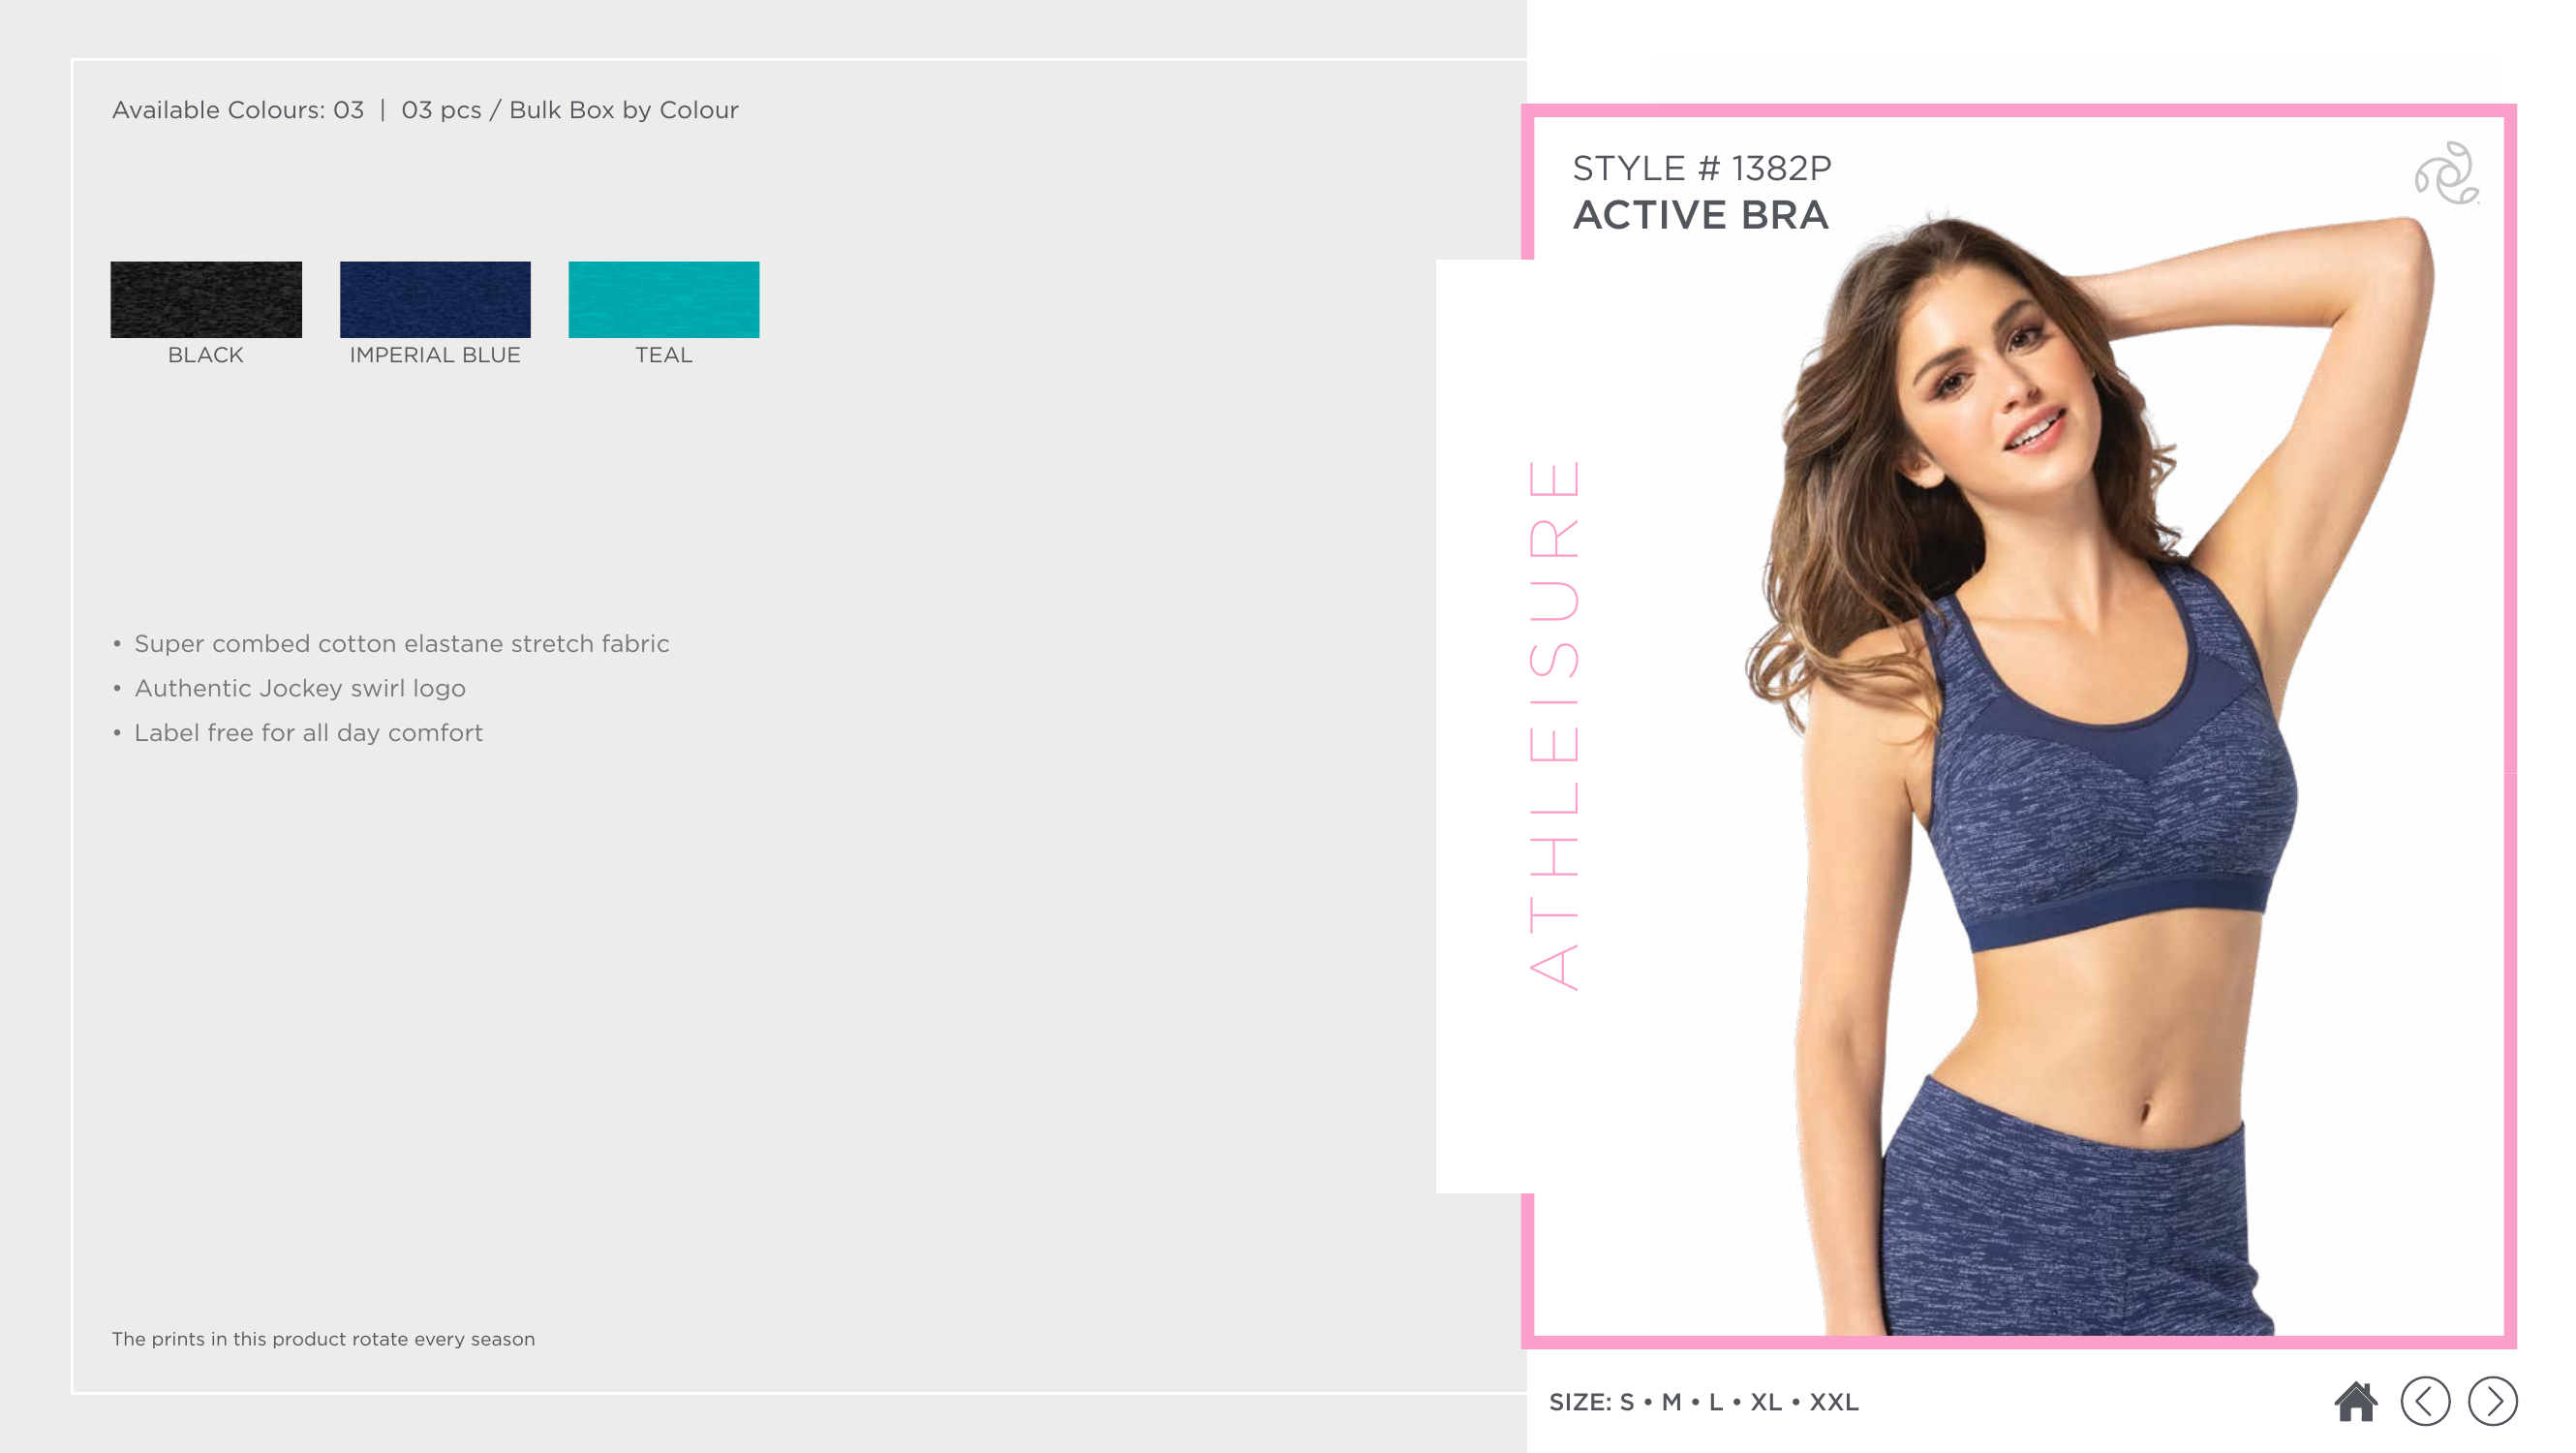 Available Colours: 03 | 03 pcs / Bulk Box by Colour
BLACK
IMPERIAL BLUE
TEAL
• Super combed cotton elastane stretch fabric
• Authentic Jockey swirl logo
• Label free for all day comfort
The prints in this product rotate every season
STYLE # 1382P
ACTIVE BRA
ATHLEISURE
SIZE: S • M • L • XL • XXL